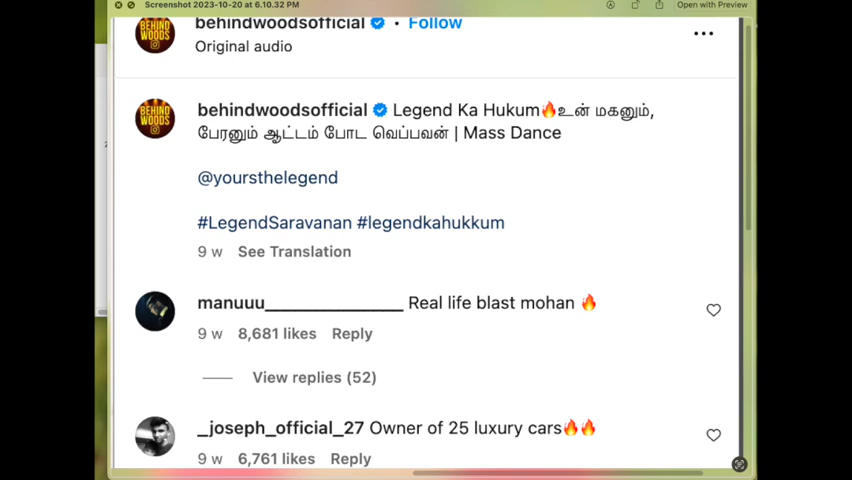 Screenshot 2023-10-20 at 6.10.32 PM
Open with Preview
behindwoodsofficial • Follow
Original audio
BEHIND WOODS
behindwoodsofficial Legend Ka Hukum🔥உன் மகனும்,
பேரனும் ஆட்டம் போட வெப்பவன் | Mass Dance
@yoursthelegend
#LegendSaravanan #legendkahukkum
9 w See Translation
manuuu_______________ Real life blast mohan 🔥
9 w 8,681 likes Reply
View replies (52)
_joseph_official_27 Owner of 25 luxury cars🔥🔥
9 w 6,761 likes Reply